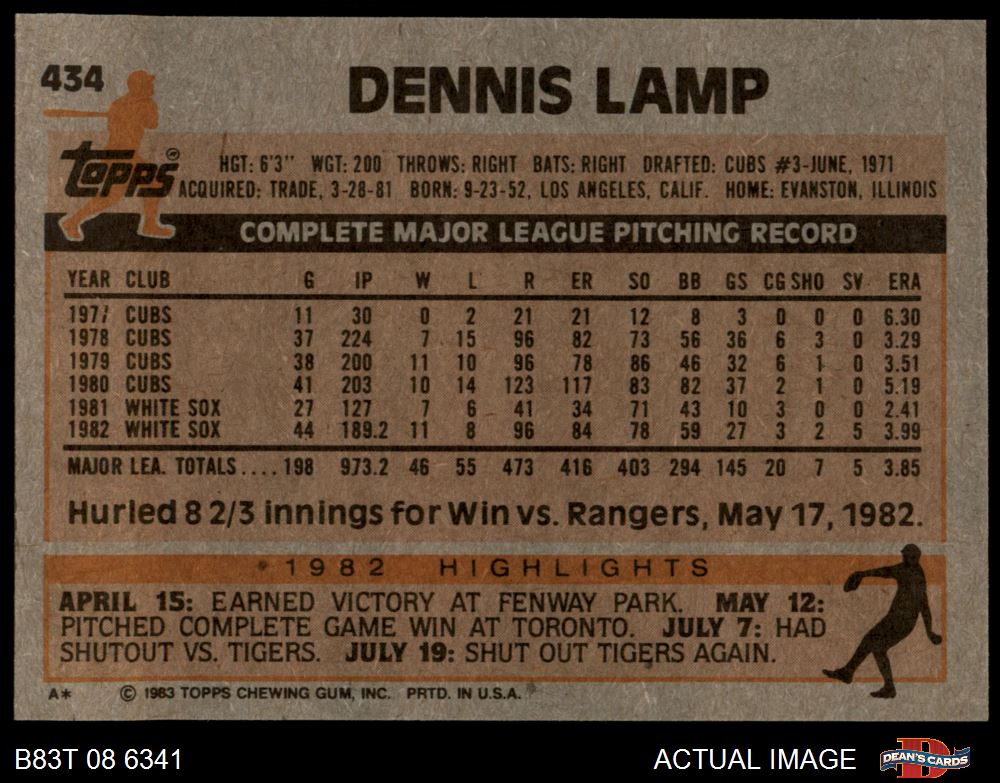 434
DENNIS LAMP
TOPPS
HGT: 6'3" WGT: 200 THROWS: RIGHT BATS: RIGHT DRAFTED: CUBS #3-JUNE, 1971
ACQUIRED: TRADE, 3-28-81 BORN: 9-23-52, LOS ANGELES, CALIF. HOME: EVANSTON, ILLINOIS
COMPLETE MAJOR LEAGUE PITCHING RECORD
YEAR CLUB G IP W L R ER SO BB GS CG SHO SV ERA
1977 CUBS 11 30 0 2 21 21 12 8 3 0 0 0 6.30
1978 CUBS 37 224 7 15 96 82 73 56 36 6 3 0 3.29
1979 CUBS 38 200 11 10 96 78 86 46 32 6 1 0 3.51
1980 CUBS 41 203 10 14 123 117 83 82 37 2 1 0 5.19
1981 WHITE SOX 27 127 7 6 41 34 71 43 10 3 0 0 2.41
1982 WHITE SOX 44 189.2 11 8 96 84 78 59 27 3 2 5 3.99
MAJOR LEA. TOTALS.... 198 973.2 46 55 473 416 403 294 145 20 7 5 3.85
Hurled 8 2/3 innings for Win vs. Rangers, May 17, 1982.
1982 HIGHLIGHTS
APRIL 15: EARNED VICTORY AT FENWAY PARK. MAY 12:
PITCHED COMPLETE GAME WIN AT TORONTO. JULY 7: HAD
SHUTOUT VS. TIGERS. JULY 19: SHUT OUT TIGERS AGAIN.
A* © 1983 TOPPS CHEWING GUM, INC. PRTD. IN U.S.A.
B83T 08 6341 ACTUAL IMAGE D DEAN'S CARDS